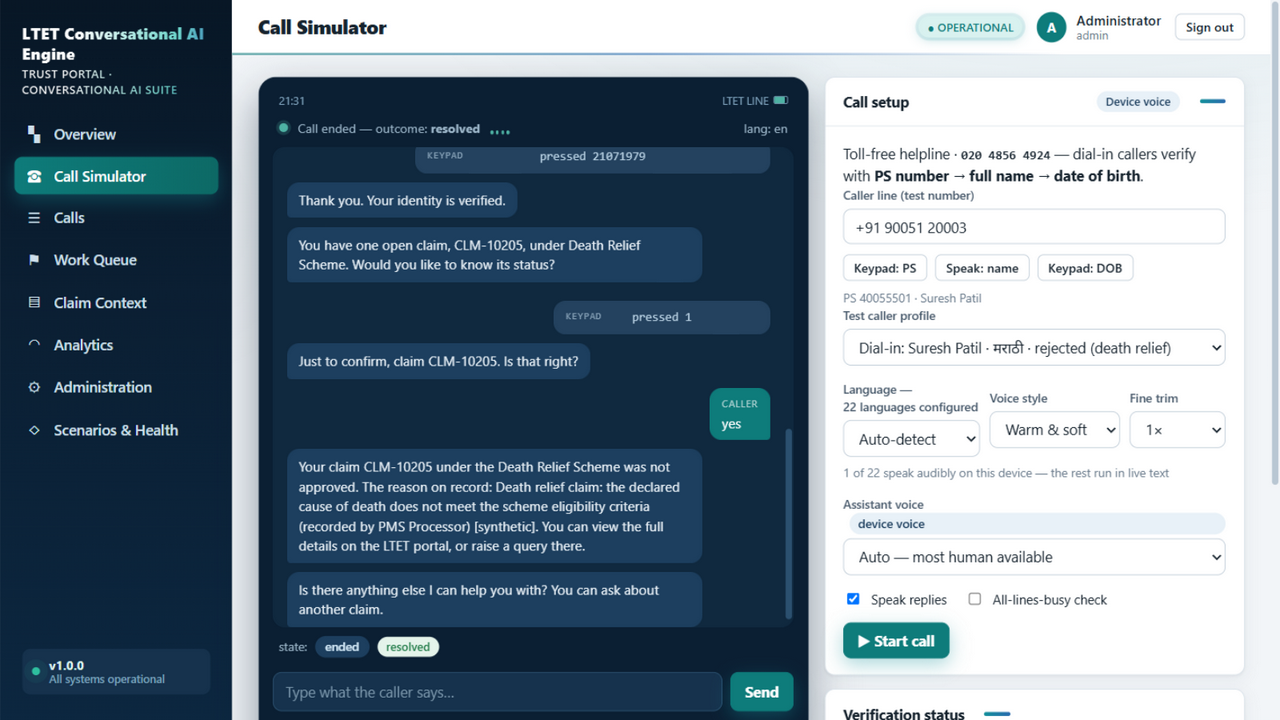 LTET Conversational AI
Engine
TRUST PORTAL ·
CONVERSATIONAL AI SUITE
Overview
Call Simulator
Calls
Work Queue
Claim Context
Analytics
Administration
Scenarios & Health
v1.0.0
All systems operational
Call Simulator
● OPERATIONAL
A
Administrator
admin
Sign out
21:31
LTET LINE
Call ended — outcome: resolved
lang: en
KEYPAD pressed 21071979
Thank you. Your identity is verified.
You have one open claim, CLM-10205, under Death Relief
Scheme. Would you like to know its status?
KEYPAD pressed 1
Just to confirm, claim CLM-10205. Is that right?
CALLER
yes
Your claim CLM-10205 under the Death Relief Scheme was not
approved. The reason on record: Death relief claim: the declared
cause of death does not meet the scheme eligibility criteria
(recorded by PMS Processor) [synthetic]. You can view the full
details on the LTET portal, or raise a query there.
Is there anything else I can help you with? You can ask about
another claim.
state: ended resolved
Type what the caller says...
Send
Call setup
Device voice
Toll-free helpline · 020 4856 4924 — dial-in callers verify
with PS number → full name → date of birth.
Caller line (test number)
+91 90051 20003
Keypad: PS
Speak: name
Keypad: DOB
PS 40055501 · Suresh Patil
Test caller profile
Dial-in: Suresh Patil · मराठी · rejected (death relief)
Language —
22 languages configured
Auto-detect
Voice style
Warm & soft
Fine trim
1×
1 of 22 speak audibly on this device — the rest run in live text
Assistant voice
device voice
Auto — most human available
Speak replies
All-lines-busy check
▶ Start call
Verification status